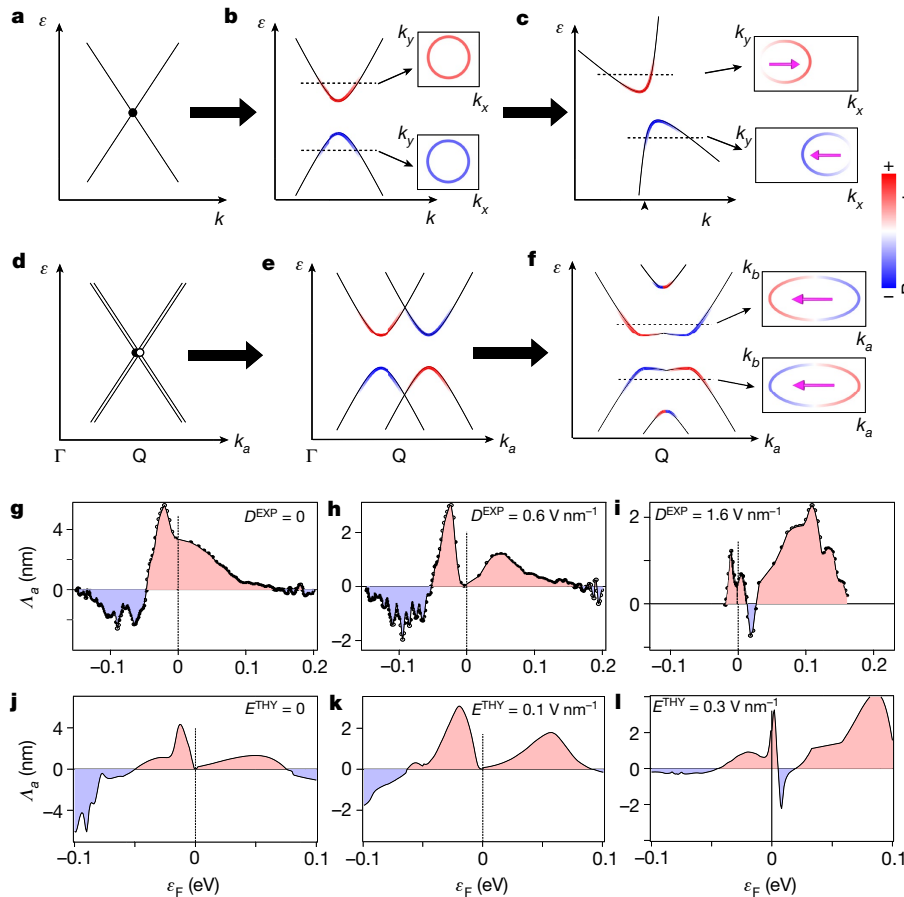 a
ε
k
b
ε
k
k_y
k_x
k_y
k_x
c
ε
k
k_y
k_x
k_y
k_x
+
−
d
ε
Γ
Q
k_a
e
ε
Q
k_a
f
ε
Q
k_a
k_b
k_a
k_b
k_a
g
D^EXP = 0
Λ_a (nm)
4
0
−0.1
0
0.1
0.2
h
D^EXP = 0.6 V nm⁻¹
2
0
−2
−0.1
0
0.1
0.2
i
D^EXP = 1.6 V nm⁻¹
2
0
−0.1
0
0.1
0.2
j
E^THY = 0
Λ_a (nm)
4
0
−4
−0.1
0
0.1
ε_F (eV)
k
E^THY = 0.1 V nm⁻¹
2
0
−2
0
0.1
ε_F (eV)
l
E^THY = 0.3 V nm⁻¹
2
0
−2
−0.1
0
0.1
ε_F (eV)